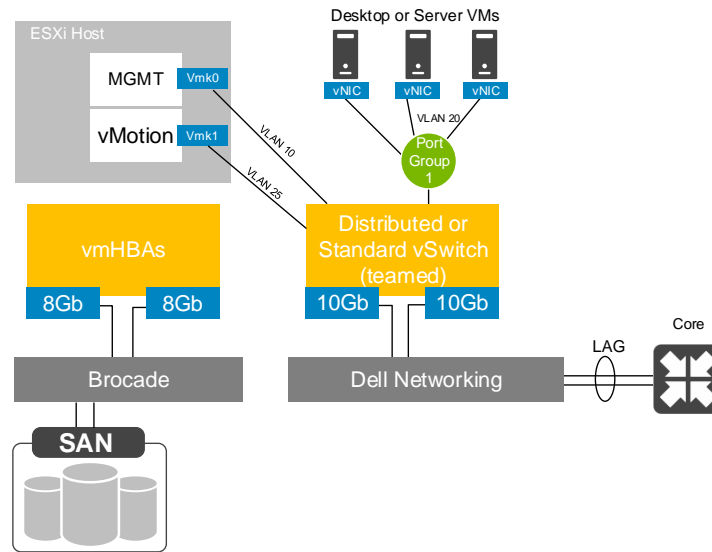 ESXi Host
MGMT
Vmk0
vMotion
Vmk1
Desktop or Server VMs
vNIC
vNIC
vNIC
VLAN 20
Port
Group
1
VLAN 10
VLAN 25
vmHBAs
8Gb
8Gb
Distributed or
Standard vSwitch
(teamed)
10Gb
10Gb
Brocade
Dell Networking
LAG
Core
SAN